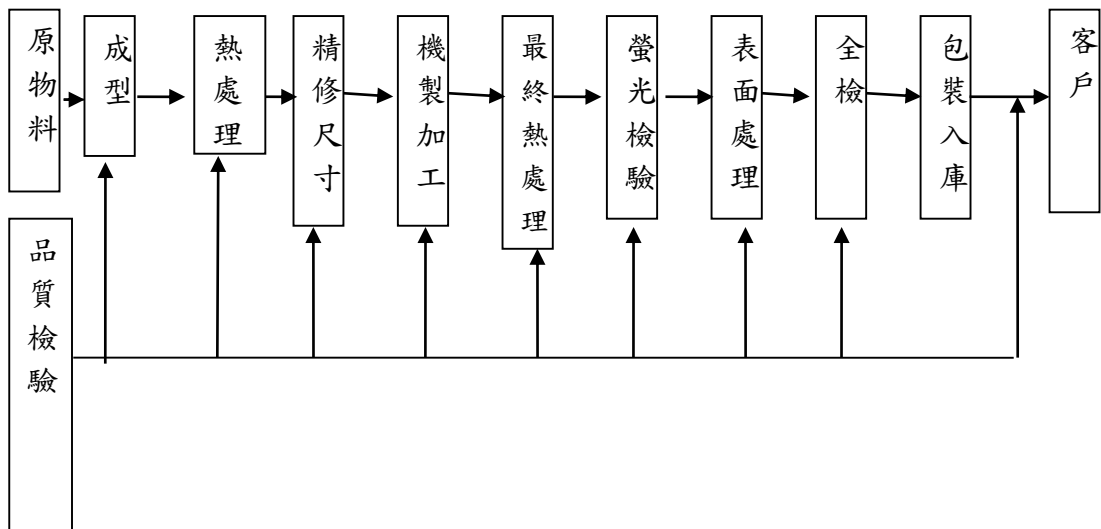 原物料
成型
熱處理
精修尺寸
機製加工
最終熱處理
螢光檢驗
表面處理
全檢
包裝入庫
客戶
品質檢驗